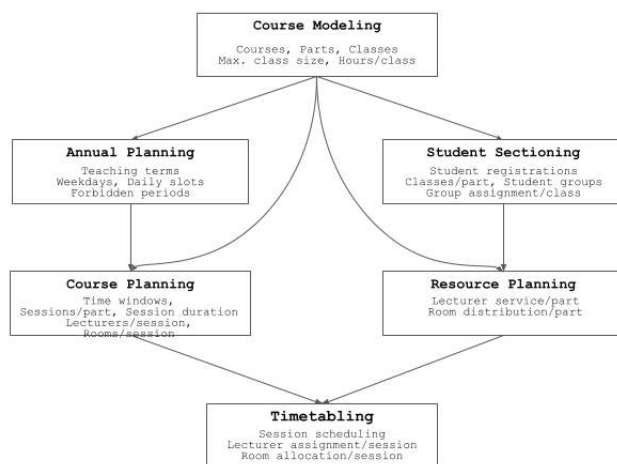 Course Modeling
Courses, Parts, Classes
Max. class size, Hours/class
Annual Planning
Teaching terms
Weekdays, Daily slots
Forbidden periods
Student Sectioning
Student registrations
Classes/part, Student groups
Group assignment/class
Course Planning
Time windows,
Sessions/part, Session duration
Lecturers/session,
Rooms/session
Resource Planning
Lecturer service/part
Room distribution/part
Timetabling
Session scheduling
Lecturer assignment/session
Room allocation/session